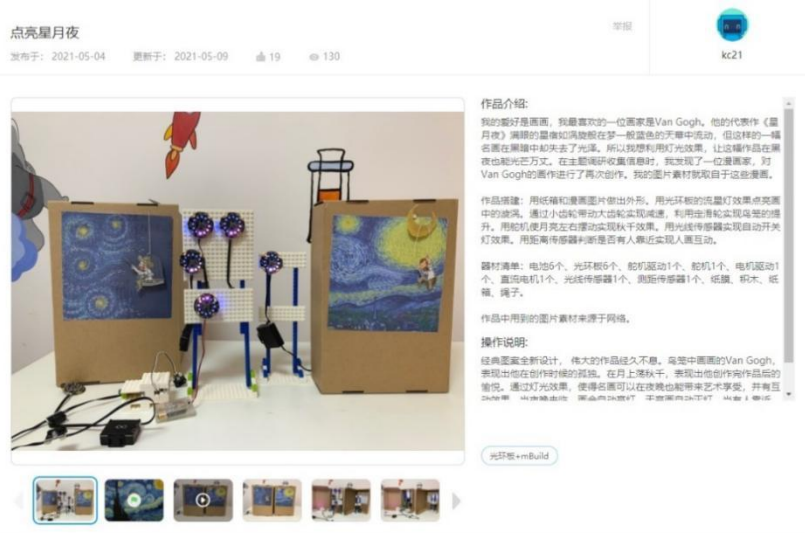 点亮星月夜
举报
发布于： 2021-05-04
更新于： 2021-05-09
19
130
kc21
作品介绍:
我的爱好是画画，我最喜欢的一位画家是Van Gogh。他的代表作《星
月夜》满眼的星宿如涡旋般在梦一般蓝色的天幕中流动，但这样的一幅
名画在黑暗中却失去了光泽。所以我想利用灯光效果，让这幅作品在黑
夜也能光芒万丈。在主题调研收集信息时，我发现了一位漫画家，对
Van Gogh的画作进行了再次创作。我的图片素材就取自于这些漫画。
作品搭建：用纸箱和漫画图片做出外形。用光环板的流星灯效果点亮画
中的漩涡。通过小齿轮带动大齿轮实现减速，利用定滑轮实现鸟笼的提
升。用舵机使月亮左右摆动实现秋千效果。用光线传感器实现自动开关
灯效果。用距离传感器判断是否有人靠近实现人画互动。
器材清单：电池6个、光环板6个、舵机驱动1个、舵机1个、电机驱动1
个、直流电机1个、光线传感器1个、测距传感器1个、纸膜、积木、纸
箱、绳子。
作品中用到的图片素材来源于网络。
操作说明:
经典图案全新设计， 伟大的作品经久不息。鸟笼中画画的Van Gogh，
表现出他在创作时候的孤独。在月上荡秋千，表现出他创作完作品后的
愉悦。通过灯光效果，使得名画可以在夜晚也能带来艺术享受，并有互
光环板+mBuild